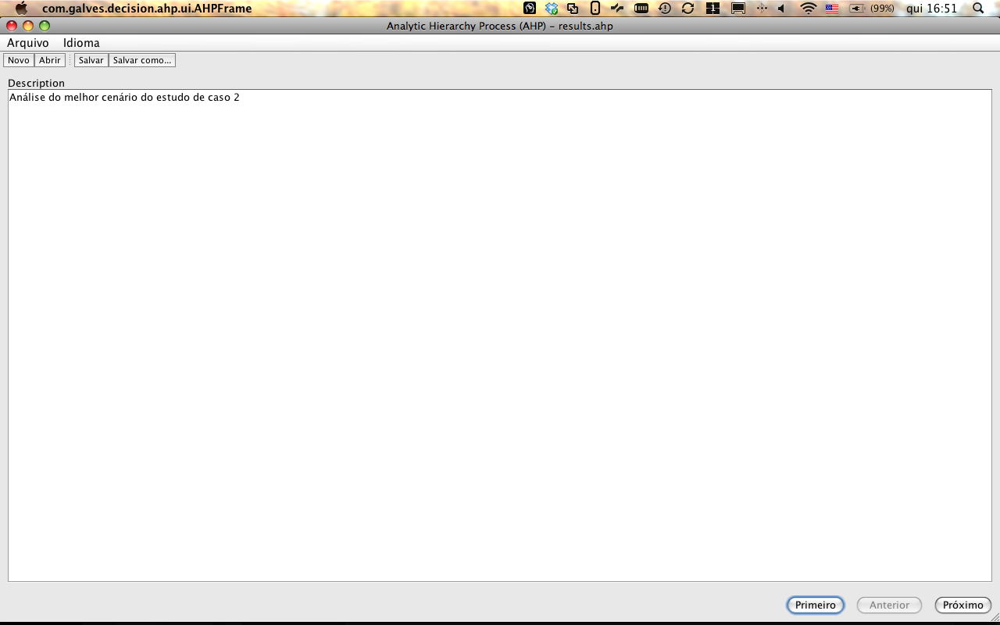 com.galves.decision.ahp.ui.AHPFrame
1
(99%) qui 16:51
Analytic Hierarchy Process (AHP) – results.ahp
Arquivo Idioma
Novo Abrir Salvar Salvar como...
Description
Análise do melhor cenário do estudo de caso 2
Primeiro Anterior Próximo